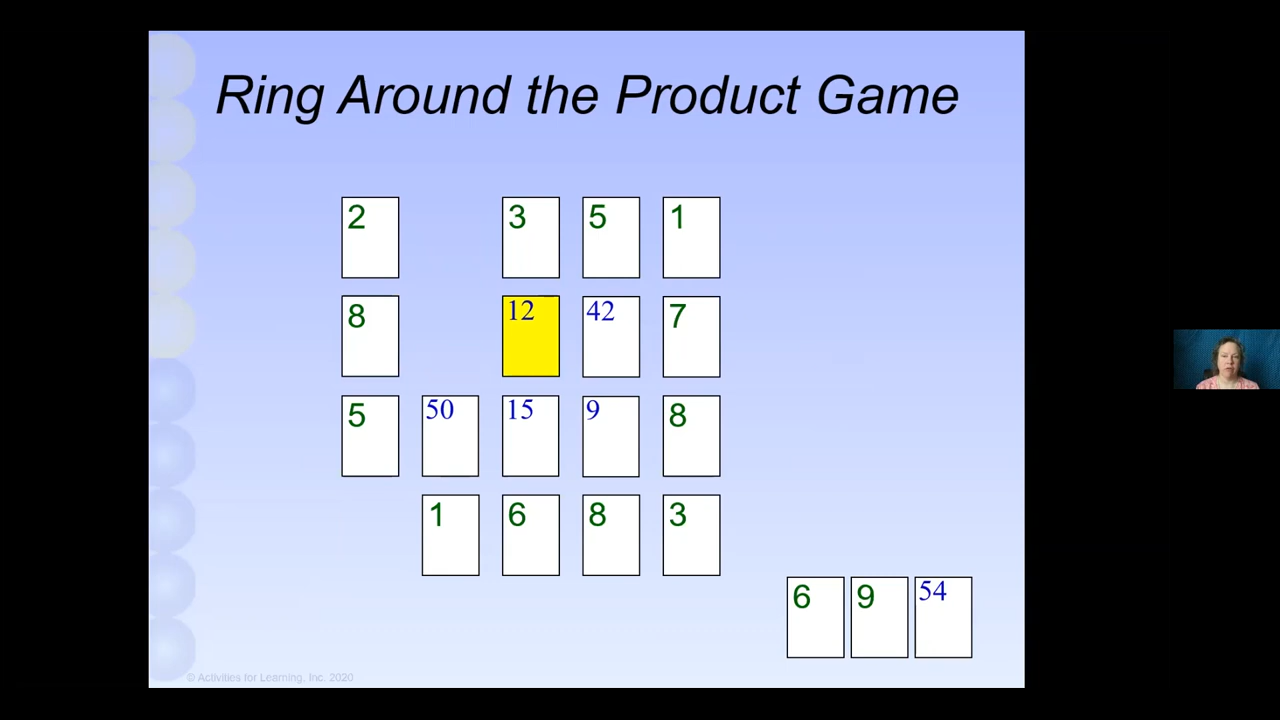 Ring Around the Product Game
2 3 5 1
8 12 42 7
5 50 15 9 8
1 6 8 3
6 9 54
© Activities for Learning, Inc. 2020